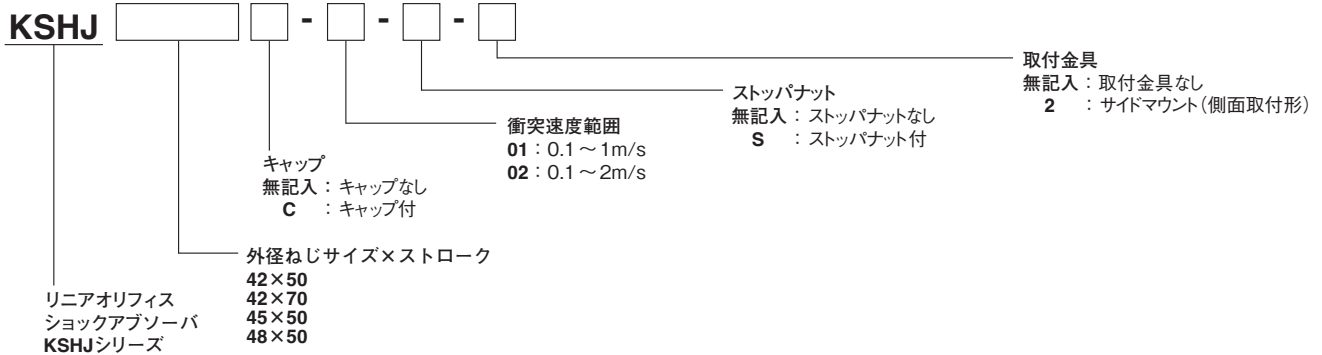 KSHJ - - -
取付金具
無記入：取付金具なし
2 ：サイドマウント（側面取付形）
ストッパナット
無記入：ストッパナットなし
S ：ストッパナット付
衝突速度範囲
01：0.1～1m/s
02：0.1～2m/s
キャップ
無記入：キャップなし
C ：キャップ付
外径ねじサイズ×ストローク
42×50
42×70
45×50
48×50
リニアオリフィス
ショックアブソーバ
KSHJシリーズ